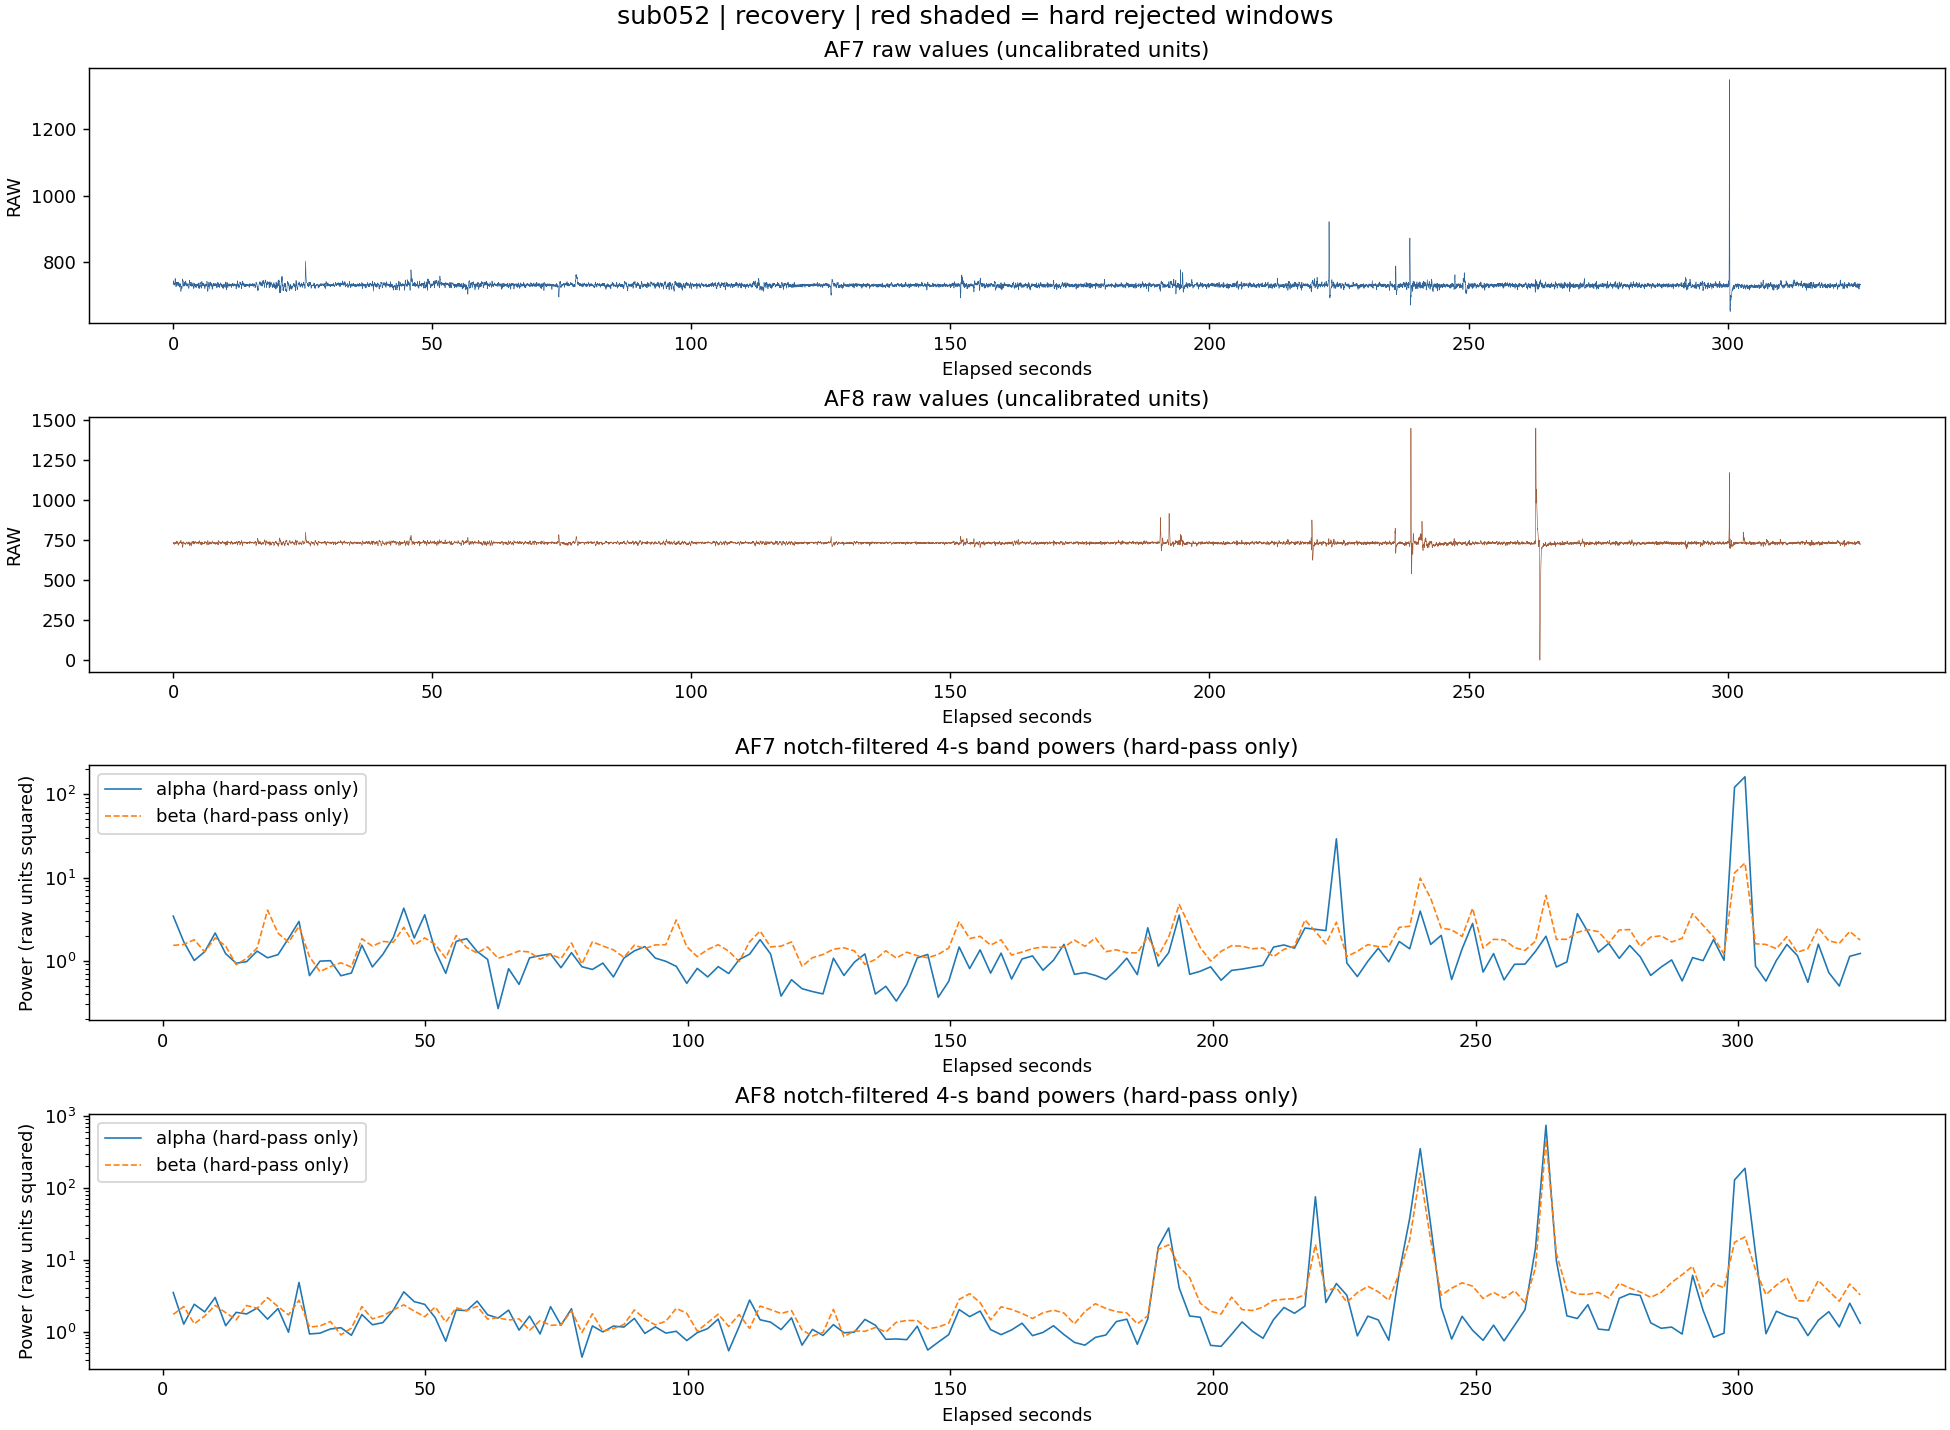 sub052 | recovery | red shaded = hard rejected windows
AF7 raw values (uncalibrated units)
RAW
1200
1000
800
0 50 100 150 200 250 300
Elapsed seconds
AF8 raw values (uncalibrated units)
RAW
1500
1250
1000
750
500
250
0
0 50 100 150 200 250 300
Elapsed seconds
AF7 notch-filtered 4-s band powers (hard-pass only)
Power (raw units squared)
10²
10¹
10⁰
alpha (hard-pass only)
beta (hard-pass only)
0 50 100 150 200 250 300
Elapsed seconds
AF8 notch-filtered 4-s band powers (hard-pass only)
Power (raw units squared)
10³
10²
10¹
10⁰
alpha (hard-pass only)
beta (hard-pass only)
0 50 100 150 200 250 300
Elapsed seconds